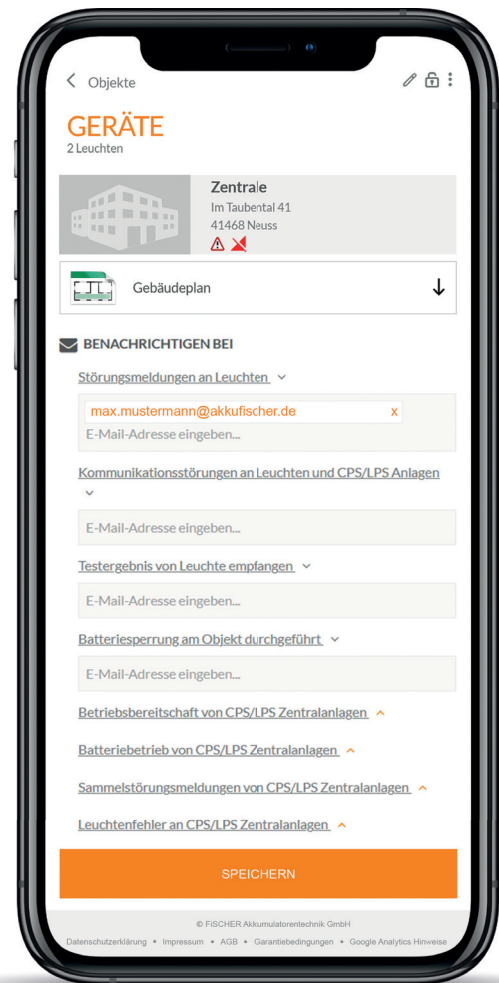 Objekte
GERÄTE
2 Leuchten
Zentrale
Im Taubental 41
41468 Neuss
Gebäudeplan
BENACHRICHTIGEN BEI
Störungsmeldungen an Leuchten
max.mustermann@akkufischer.de x
E-Mail-Adresse eingeben...
Kommunikationsstörungen an Leuchten und CPS/LPS Anlagen
E-Mail-Adresse eingeben...
Testergebnis von Leuchte empfangen
E-Mail-Adresse eingeben...
Batteriesperrung am Objekt durchgeführt
E-Mail-Adresse eingeben...
Betriebsbereitschaft von CPS/LPS Zentralanlagen
Batteriebetrieb von CPS/LPS Zentralanlagen
Sammelstörungsmeldungen von CPS/LPS Zentralanlagen
Leuchtenfehler an CPS/LPS Zentralanlagen
SPEICHERN
© FiSCHER Akkumulatorentechnik GmbH
Datenschutzerklärung • Impressum • AGB • Garantiebedingungen • Google Analytics Hinweise